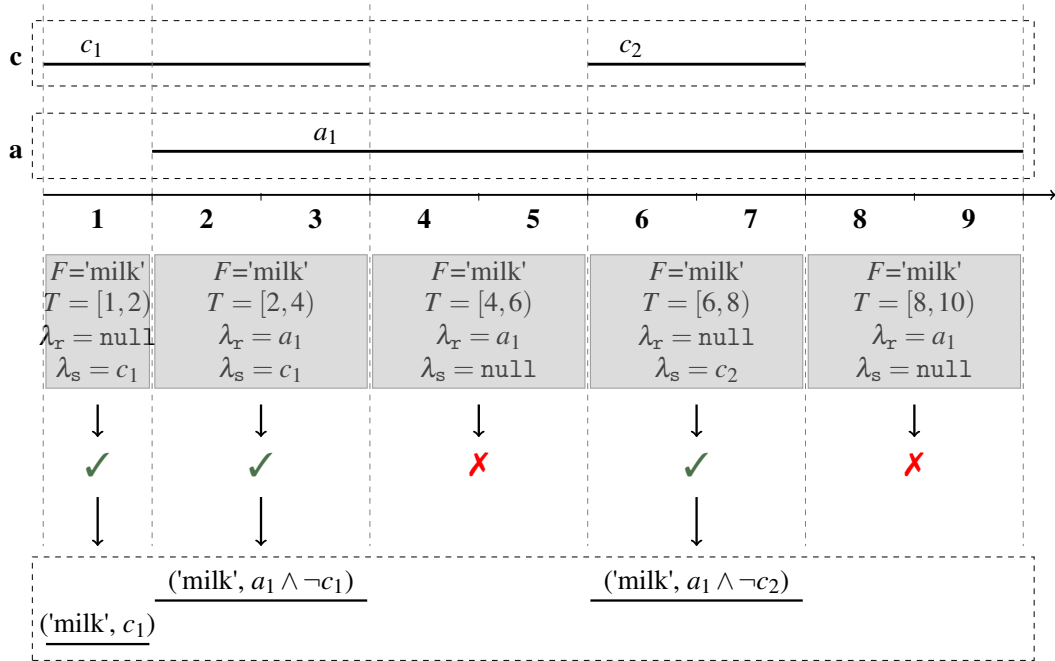 c
c₁ c₂
a
a₁
1 2 3 4 5 6 7 8 9
F='milk'
T = [1,2)
λr = null
λs = c₁
F='milk'
T = [2,4)
λr = a₁
λs = c₁
F='milk'
T = [4,6)
λr = a₁
λs = null
F='milk'
T = [6,8)
λr = null
λs = c₂
F='milk'
T = [8,10)
λr = a₁
λs = null
✓ ✓ ✗ ✓ ✗
('milk', a₁ ∧ ¬c₁) ('milk', a₁ ∧ ¬c₂)
('milk', c₁)